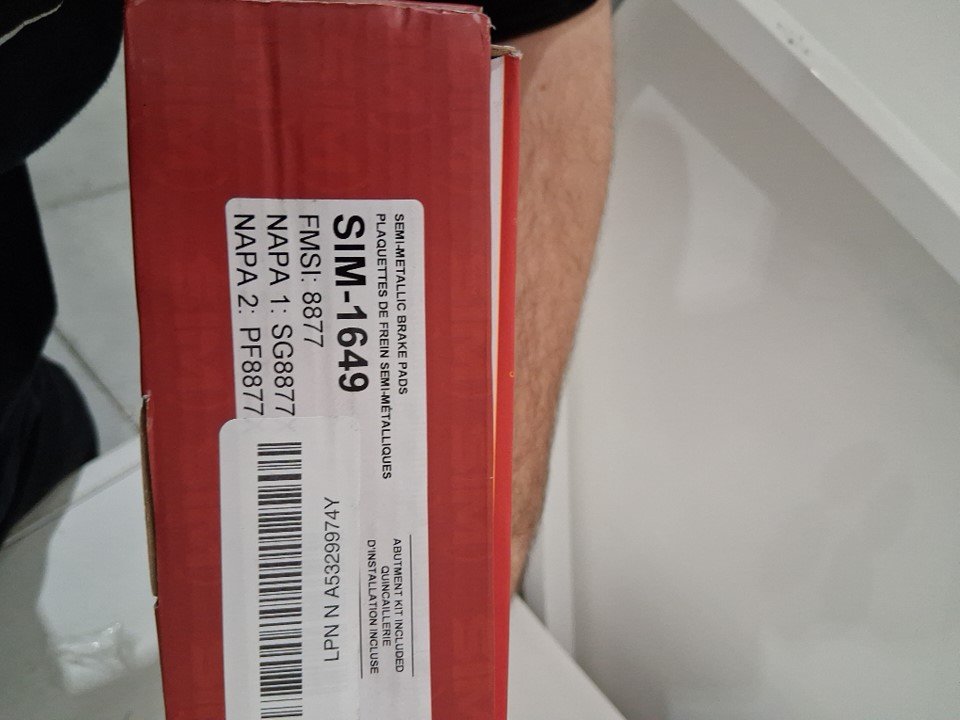 SEMI-METALLIC BRAKE PADS
PLAQUETTES DE FREIN SEMI-MÉTALLIQUES
SIM-1649
FMSI: 8877
NAPA 1: SG8877
NAPA 2: PF8877
ABUTMENT KIT INCLUDED
QUINCAILLERIE
D'INSTALLATION INCLUSE
LPN N A5329974Y